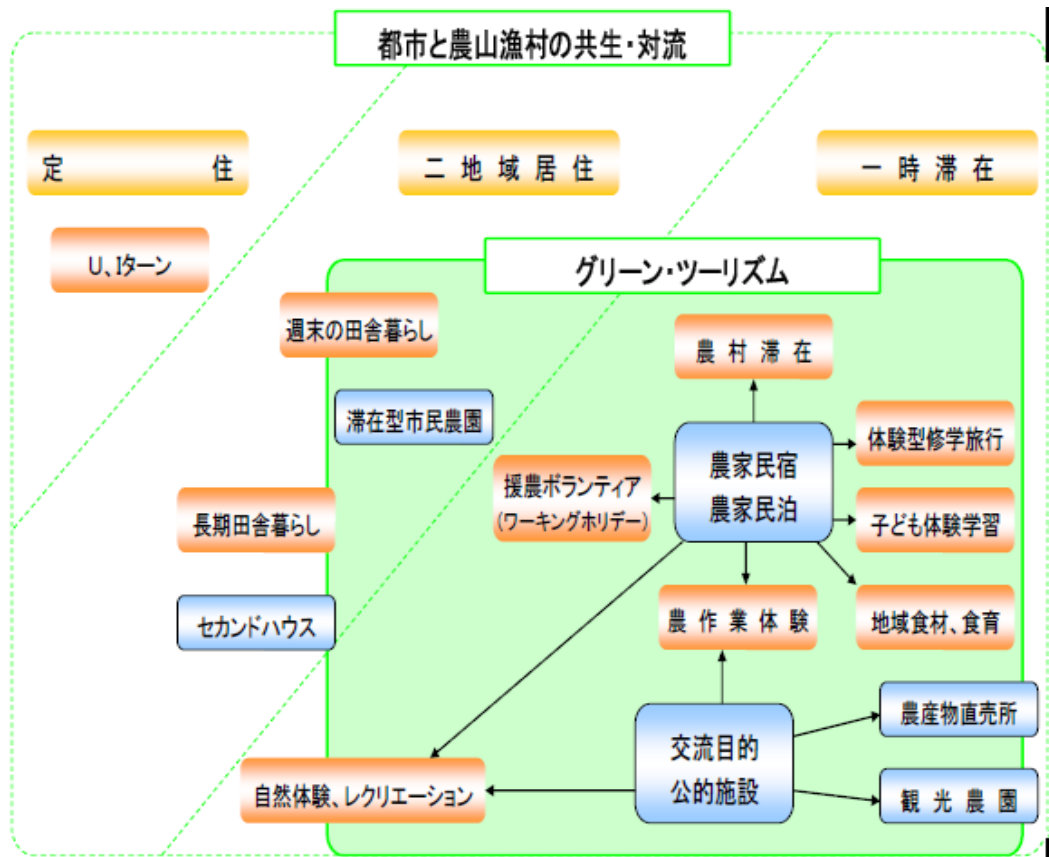 都市と農山漁村の共生・対流
定住
二地域居住
一時滞在
U、Iターン
グリーン・ツーリズム
週末の田舎暮らし
農村滞在
滞在型市民農園
体験型修学旅行
農家民宿
農家民泊
援農ボランティア
(ワーキングホリデー)
長期田舎暮らし
子ども体験学習
セカンドハウス
農作業体験
地域食材、食育
農産物直売所
交流目的
公的施設
自然体験、レクリエーション
観光農園